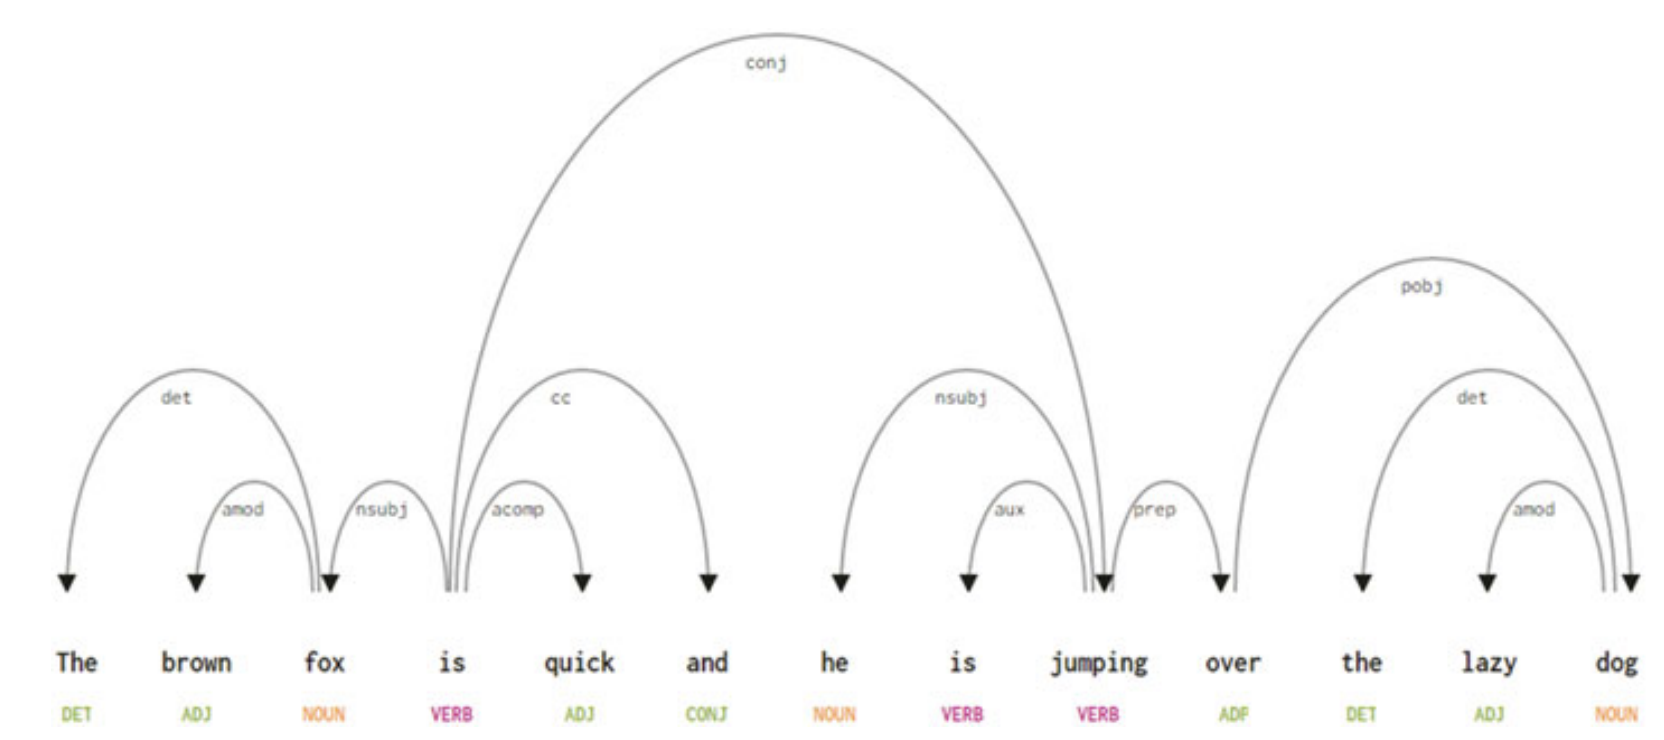 conj
pobj
det cc nsubj det
amod nsubj acomp aux prep amod
The brown fox is quick and he is jumping over the lazy dog
DET ADJ NOUN VERB ADJ CONJ NOUN VERB VERB ADP DET ADJ NOUN